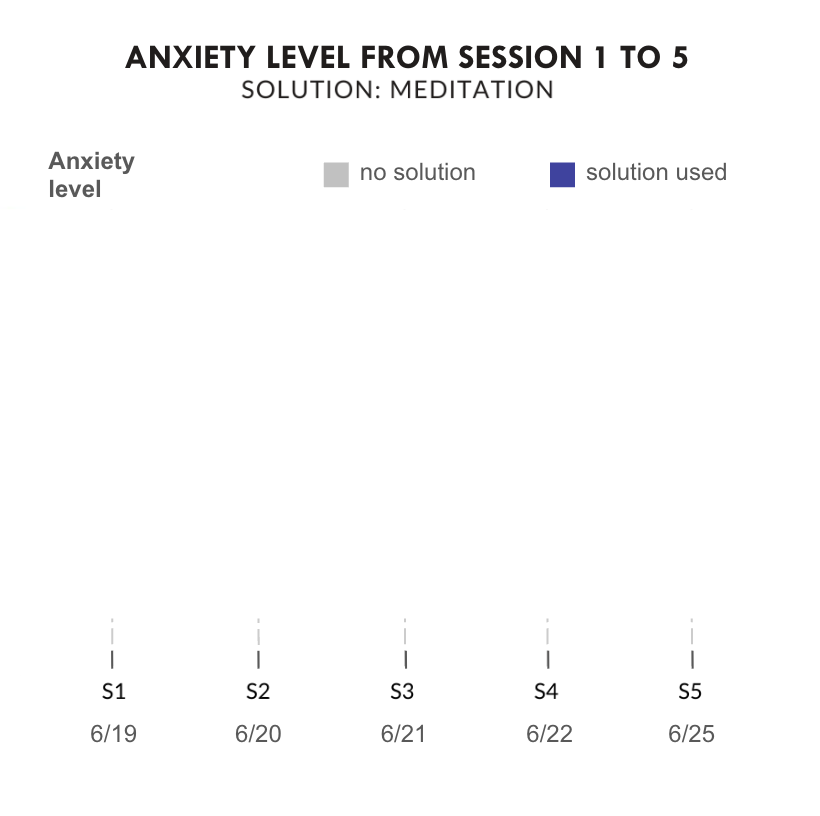 ANXIETY LEVEL FROM SESSION 1 TO 5
SOLUTION: MEDITATION
Anxiety
level
no solution
solution used
S1 S2 S3 S4 S5
6/19 6/20 6/21 6/22 6/25